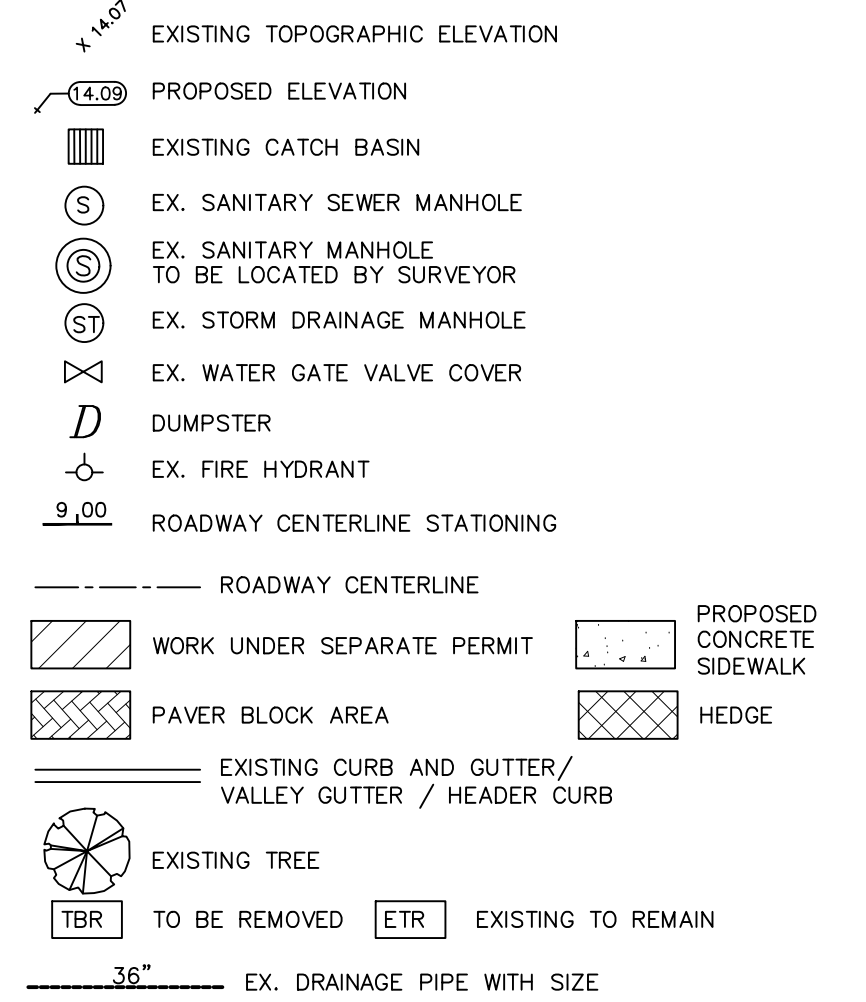 X 14.07 EXISTING TOPOGRAPHIC ELEVATION
14.09 PROPOSED ELEVATION
EXISTING CATCH BASIN
S EX. SANITARY SEWER MANHOLE
S EX. SANITARY MANHOLE
TO BE LOCATED BY SURVEYOR
ST EX. STORM DRAINAGE MANHOLE
EX. WATER GATE VALVE COVER
D DUMPSTER
EX. FIRE HYDRANT
9 00 ROADWAY CENTERLINE STATIONING
ROADWAY CENTERLINE
WORK UNDER SEPARATE PERMIT
PROPOSED
CONCRETE
SIDEWALK
PAVER BLOCK AREA
HEDGE
EXISTING CURB AND GUTTER/
VALLEY GUTTER / HEADER CURB
EXISTING TREE
TBR TO BE REMOVED ETR EXISTING TO REMAIN
36" EX. DRAINAGE PIPE WITH SIZE